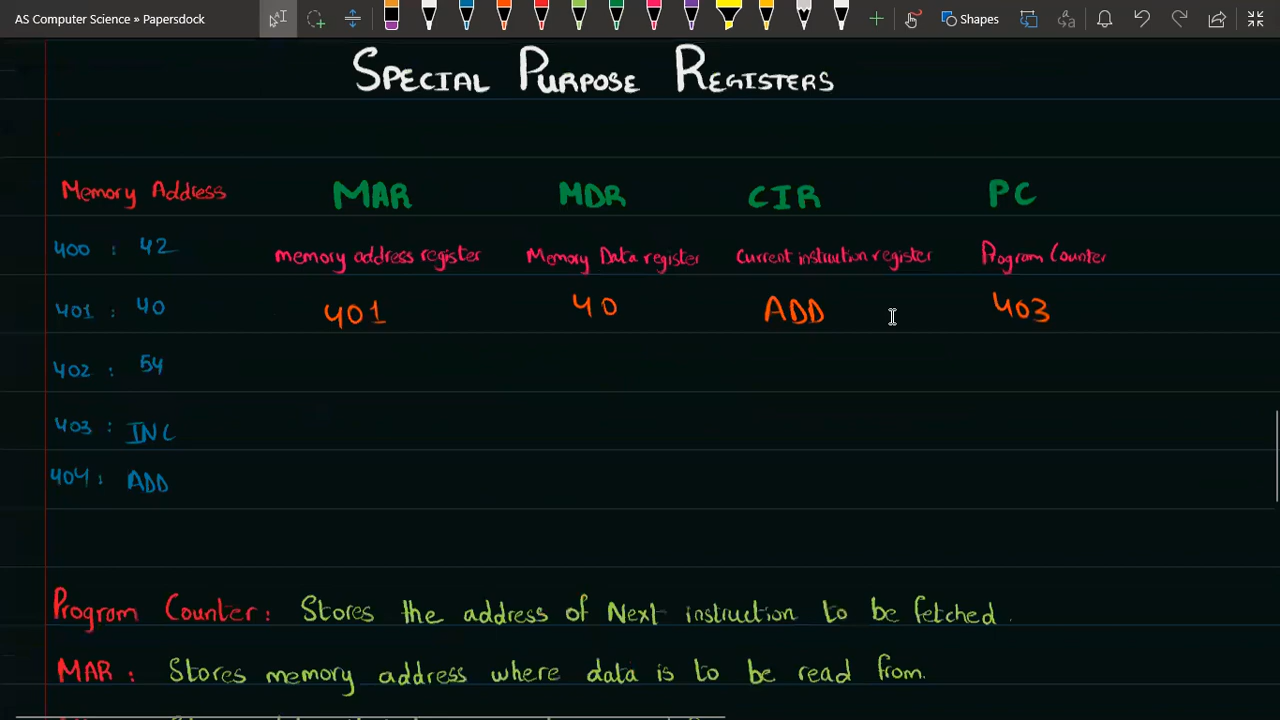 AS Computer Science » Papersdock
Shapes
SPECIAL PURPOSE REGISTERS
Memory Address MAR MDR CIR PC
400 : 42 memory address register Memory Data register Current instruction register Program Counter
401 : 40 401 40 ADD 403
402 : 54
403 : INC
404 : ADD
Program Counter: Stores the address of Next instruction to be fetched.
MAR: Stores memory address where data is to be read from.